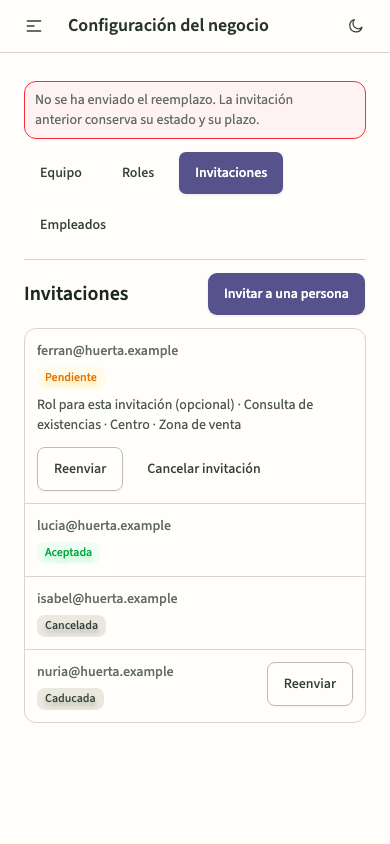 Configuración del negocio
No se ha enviado el reemplazo. La invitación
anterior conserva su estado y su plazo.
Equipo
Roles
Invitaciones
Empleados
Invitaciones
Invitar a una persona
ferran@huerta.example
Pendiente
Rol para esta invitación (opcional) · Consulta de
existencias · Centro · Zona de venta
Reenviar
Cancelar invitación
lucia@huerta.example
Aceptada
isabel@huerta.example
Cancelada
nuria@huerta.example
Caducada
Reenviar